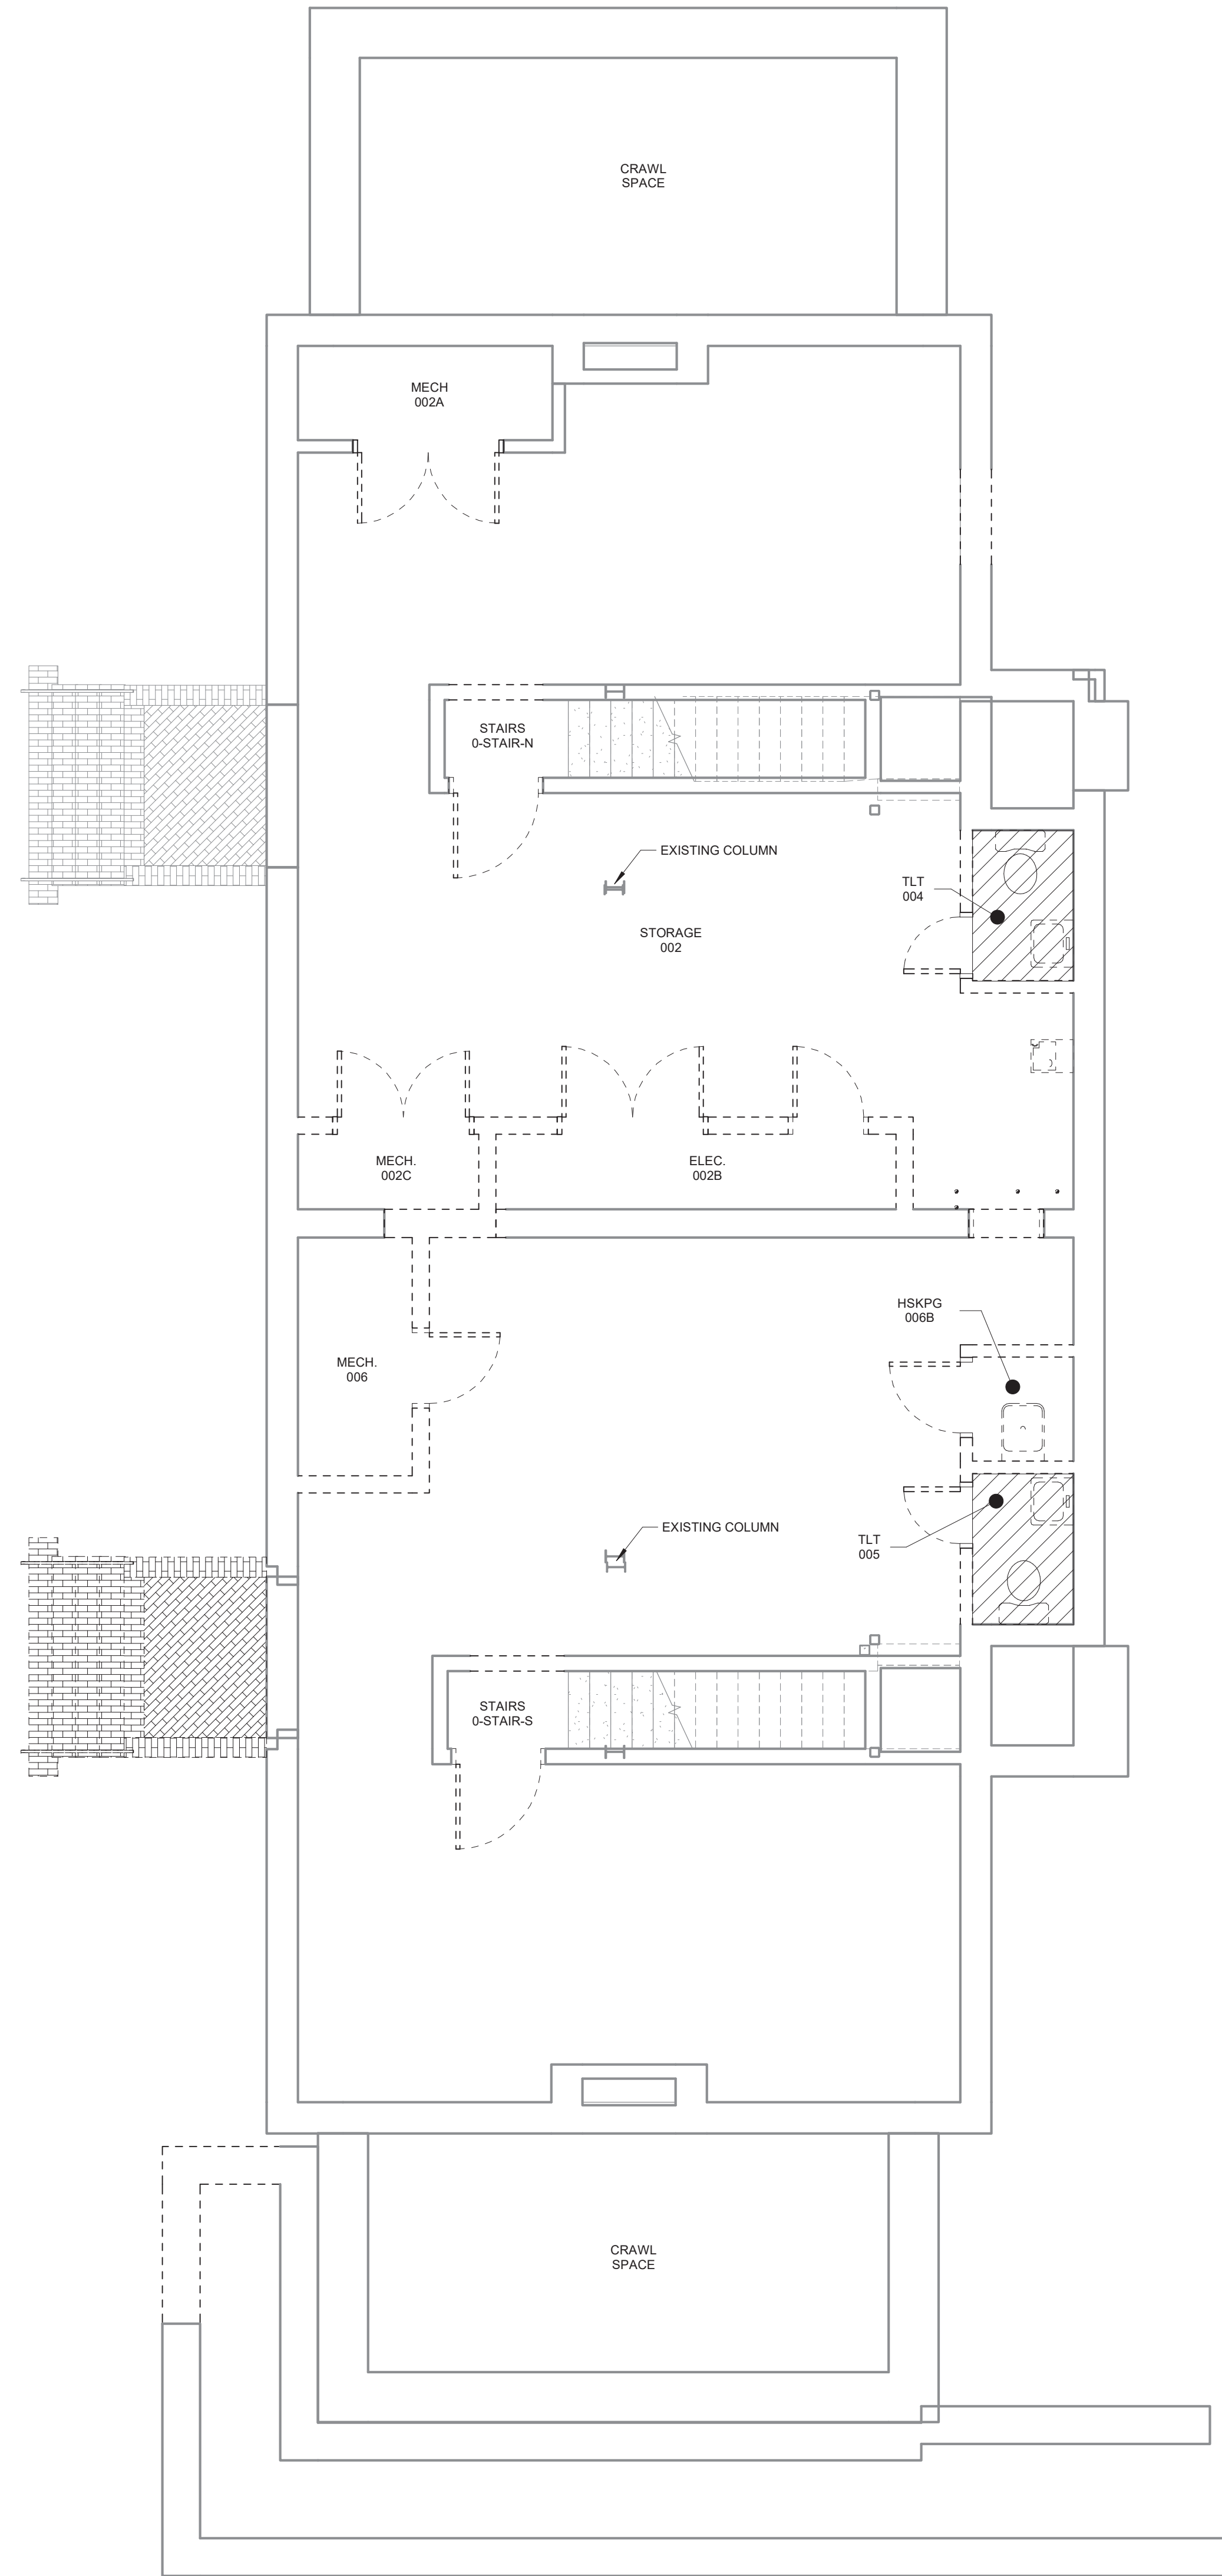 CRAWL
SPACE
MECH
002A
STAIRS
0-STAIR-N
EXISTING COLUMN
TLT
004
STORAGE
002
MECH.
002C
ELEC.
002B
HSKPG
006B
MECH.
006
EXISTING COLUMN
TLT
005
STAIRS
0-STAIR-S
CRAWL
SPACE